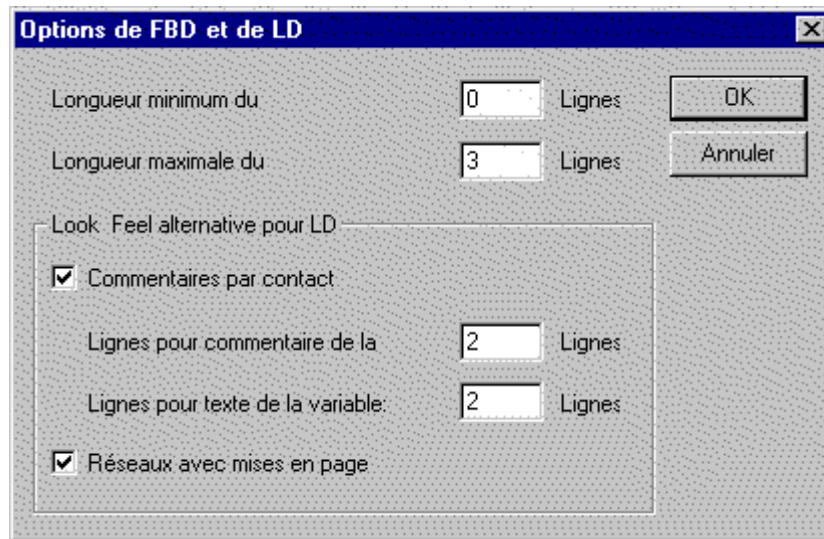 Options de FBD et de LD
Longueur minimum du 0 Lignes OK
Longueur maximale du 3 Lignes Annuler
Look Feel alternative pour LD
Commentaires par contact
Lignes pour commentaire de la 2 Lignes
Lignes pour texte de la variable: 2 Lignes
Réseaux avec mises en page